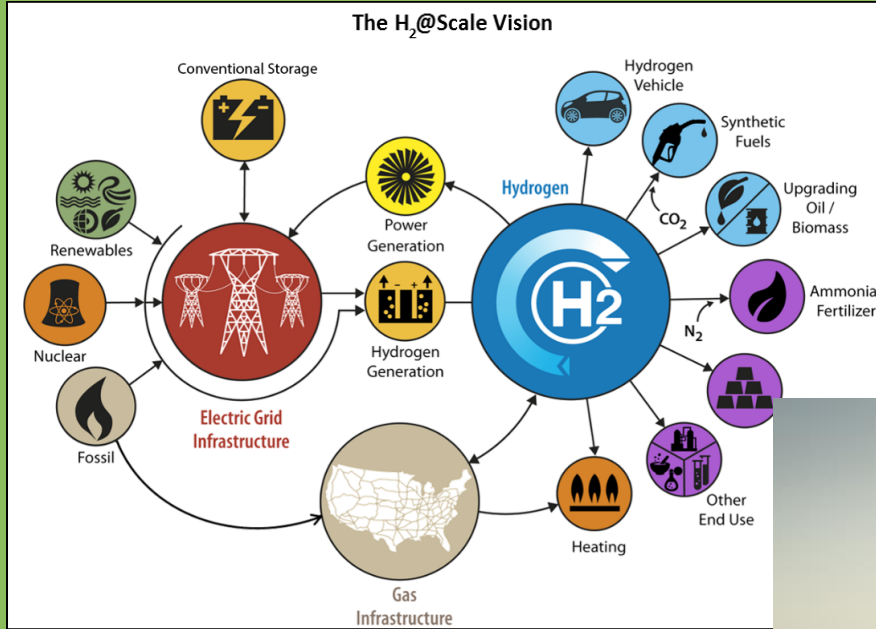 The H₂@Scale Vision
Conventional Storage
Hydrogen
Vehicle
Synthetic
Fuels
Renewables
Power
Generation
Hydrogen
CO₂
Upgrading
Oil /
Biomass
H2
Nuclear
Hydrogen
Generation
N₂
Ammonia
Fertilizer
Electric Grid
Infrastructure
Fossil
Other
End Use
Heating
Gas
Infrastructure